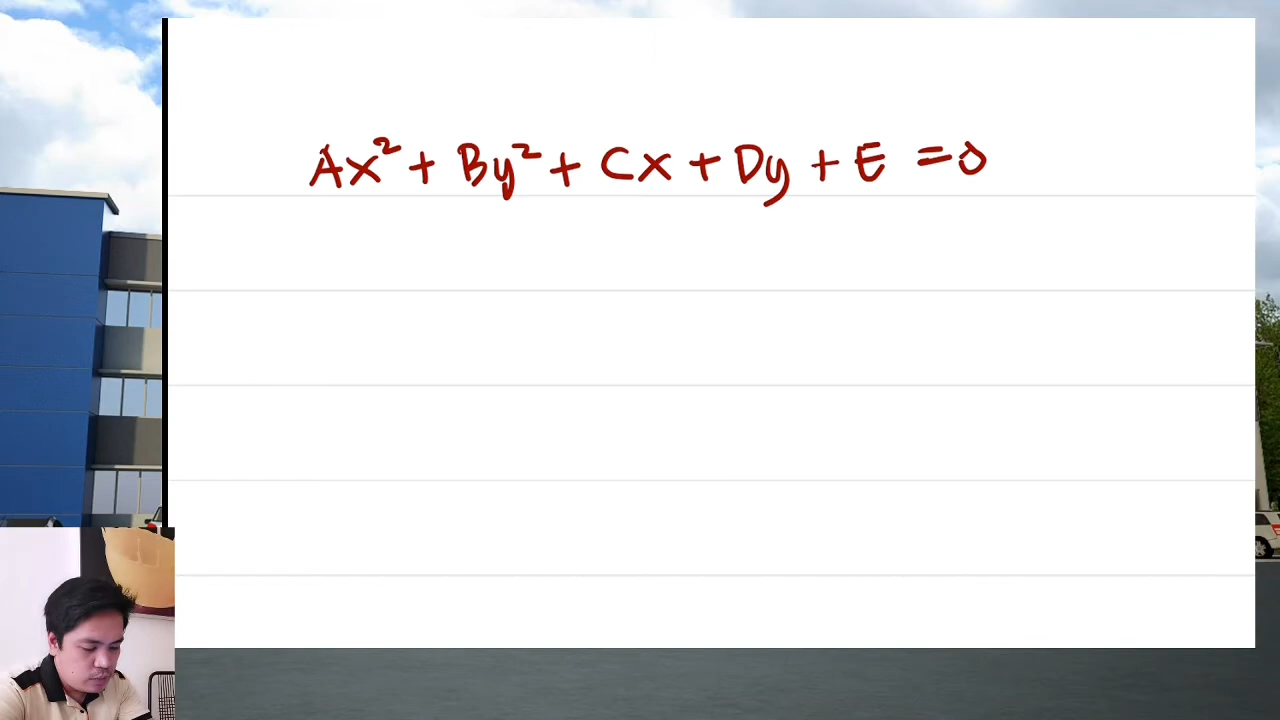 Ax² + By² + Cx + Dy + E = 0